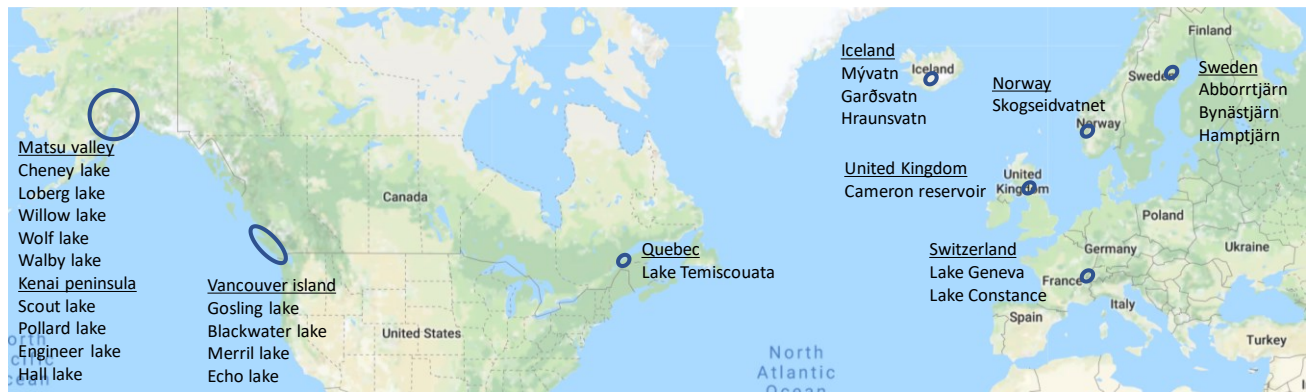 Matsu valley
Cheney lake
Loberg lake
Willow lake
Wolf lake
Walby lake
Kenai peninsula
Scout lake
Pollard lake
Engineer lake
Hall lake
Vancouver island
Gosling lake
Blackwater lake
Merril lake
Echo lake
Canada
United States
Quebec
Lake Temiscouata
North
Atlantic
Ocean
Iceland
Mývatn
Garðsvatn
Hraunsvatn
Iceland
Norway
Skogseidvatnet
Norway
Finland
Sweden
Sweden
Abborrtjärn
Bynästjärn
Hamptjärn
United Kingdom
Cameron reservoir
United
Kingdom
Switzerland
Lake Geneva
Lake Constance
Poland
Germany
Ukraine
France
Italy
Spain
Turkey